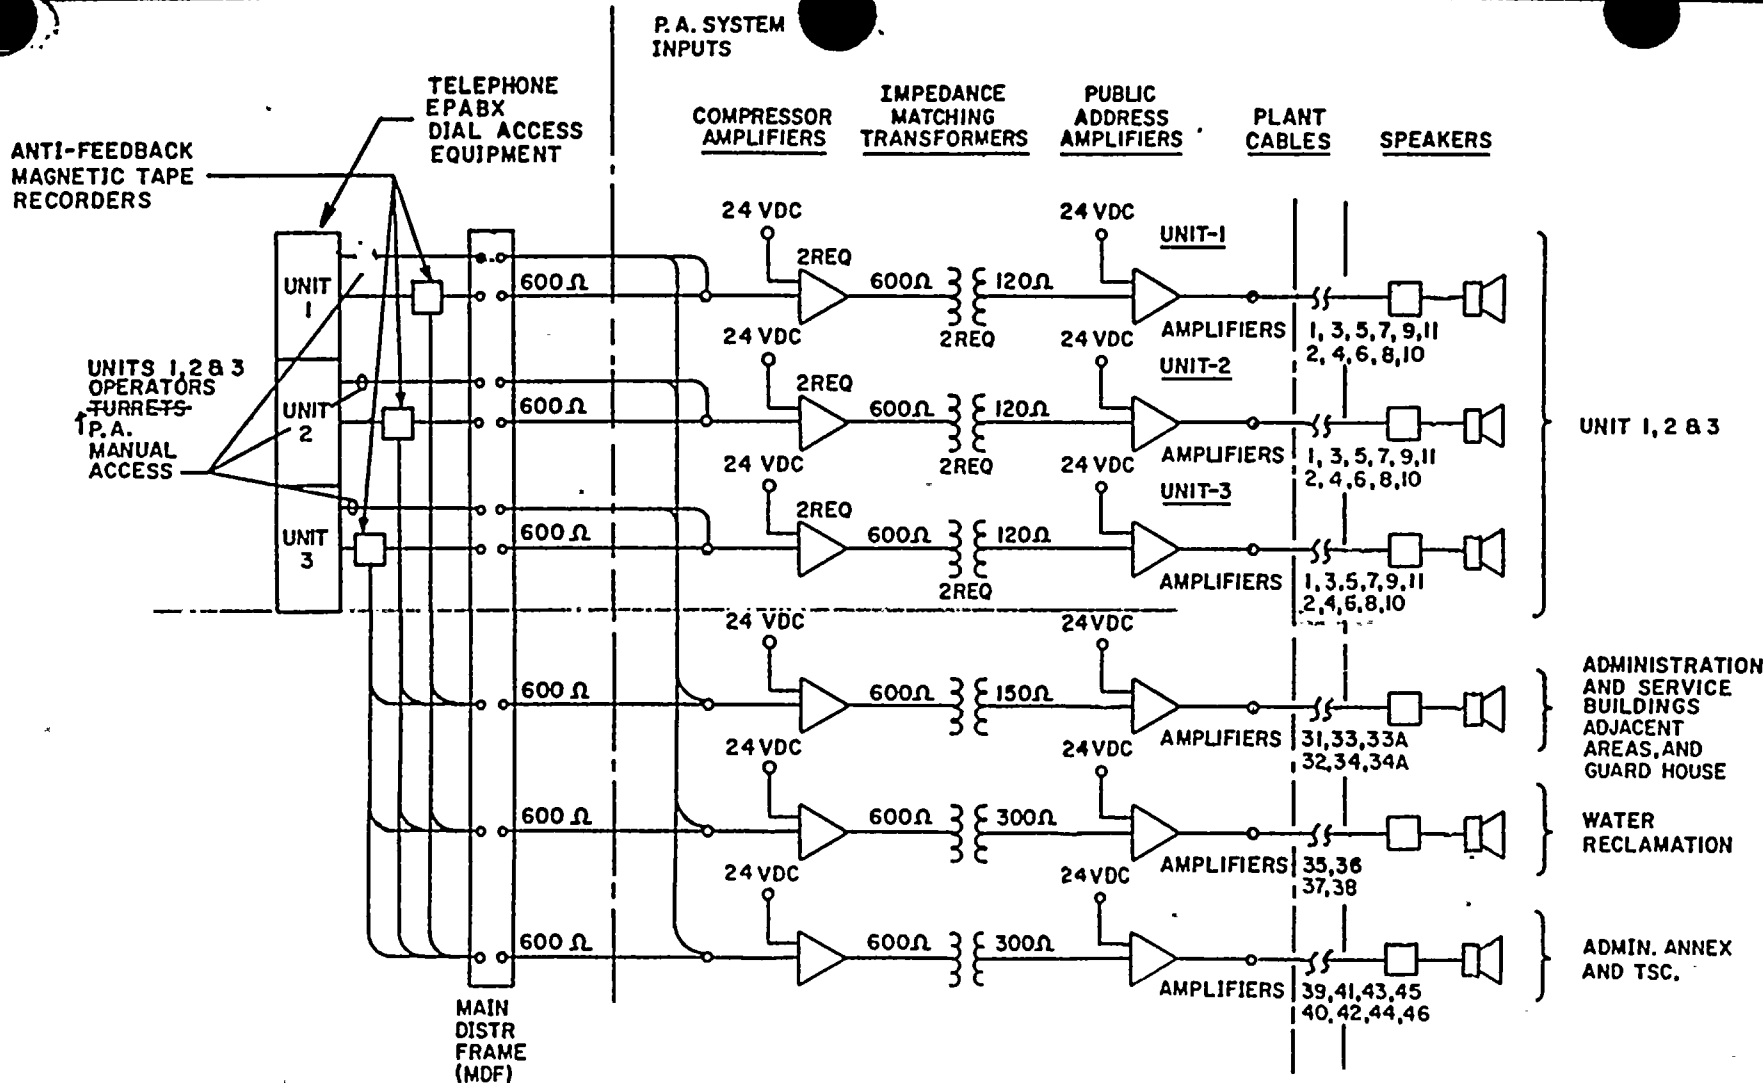 P.A. SYSTEM
INPUTS
TELEPHONE
EPABX
DIAL ACCESS
EQUIPMENT
ANTI-FEEDBACK
MAGNETIC TAPE
RECORDERS
COMPRESSOR
AMPLIFIERS
IMPEDANCE
MATCHING
TRANSFORMERS
PUBLIC
ADDRESS
AMPLIFIERS
PLANT
CABLES
SPEAKERS
24 VDC
24 VDC
UNIT-1
UNIT
1
600Ω
2REQ
600Ω
120Ω
2REQ
AMPLIFIERS
1, 3, 5, 7, 9, 11
2, 4, 6, 8, 10
24 VDC
24 VDC
UNIT-2
UNITS 1,2 & 3
OPERATORS
TURRETS
P.A.
MANUAL
ACCESS
UNIT
2
600Ω
2REQ
600Ω
120Ω
2REQ
AMPLIFIERS
1, 3, 5, 7, 9, 11
2, 4, 6, 8, 10
UNIT 1, 2 & 3
24 VDC
24 VDC
UNIT-3
UNIT
3
600Ω
2REQ
600Ω
120Ω
2REQ
AMPLIFIERS
1, 3, 5, 7, 9, 11
2, 4, 6, 8, 10
24 VDC
24 VDC
600Ω
600Ω
150Ω
AMPLIFIERS
31, 33, 33A
32, 34, 34A
ADMINISTRATION
AND SERVICE
BUILDINGS
ADJACENT
AREAS, AND
GUARD HOUSE
24 VDC
24 VDC
600Ω
600Ω
300Ω
AMPLIFIERS
35, 36
37, 38
WATER
RECLAMATION
24 VDC
24 VDC
600Ω
600Ω
300Ω
AMPLIFIERS
39, 41, 43, 45
40, 42, 44, 46
ADMIN. ANNEX
AND TSC.
MAIN
DISTR
FRAME
(MDF)